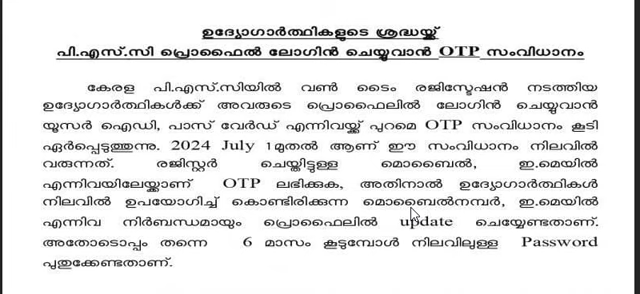 ഉദ്യോഗാർത്ഥികളുടെ ശ്രദ്ധയ്ക്ക്
പി.എസ്.സി പ്രൊഫൈൽ ലോഗിൻ ചെയ്യുവാൻ OTP സംവിധാനം
കേരള പി.എസ്.സിയിൽ വൺ ടൈം രജിസ്ട്രേഷൻ നടത്തിയ
ഉദ്യോഗാർത്ഥികൾക്ക് അവരുടെ പ്രൊഫൈലിൽ ലോഗിൻ ചെയ്യുവാൻ
യൂസർ ഐഡി, പാസ് വേർഡ് എന്നിവയ്ക്ക് പുറമെ OTP സംവിധാനം കൂടി
ഏർപ്പെടുത്തുന്നു. 2024 July 1മുതൽ ആണ് ഈ സംവിധാനം നിലവിൽ
വരുന്നത്. രജിസ്റ്റർ ചെയ്തിട്ടുള്ള മൊബൈൽ, ഇ.മെയിൽ
എന്നിവയിലേയ്ക്കാണ് OTP ലഭിക്കുക, അതിനാൽ ഉദ്യോഗാർത്ഥികൾ
നിലവിൽ ഉപയോഗിച്ച് കൊണ്ടിരിക്കുന്ന മൊബൈൽനമ്പർ, ഇ.മെയിൽ
എന്നിവ നിർബന്ധമായും പ്രൊഫൈലിൽ update ചെയ്യേണ്ടതാണ്.
അതോടൊപ്പം തന്നെ 6 മാസം കൂടുമ്പോൾ നിലവിലുള്ള Password
പുതുക്കേണ്ടതാണ്.